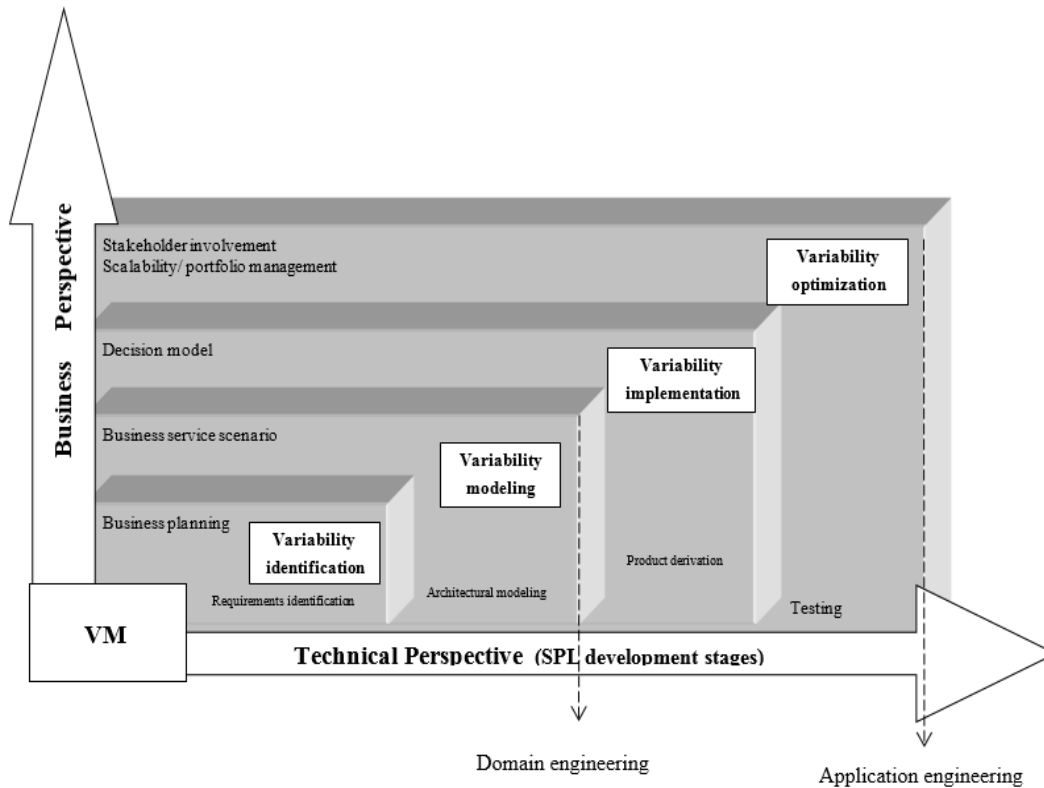 Business Perspective
Stakeholder involvement
Scalability/ portfolio management
Variability
optimization
Decision model
Variability
implementation
Business service scenario
Variability
modeling
Business planning
Variability
identification
Requirements identification
Architectural modeling
Product derivation
Testing
VM
Technical Perspective (SPL development stages)
Domain engineering
Application engineering